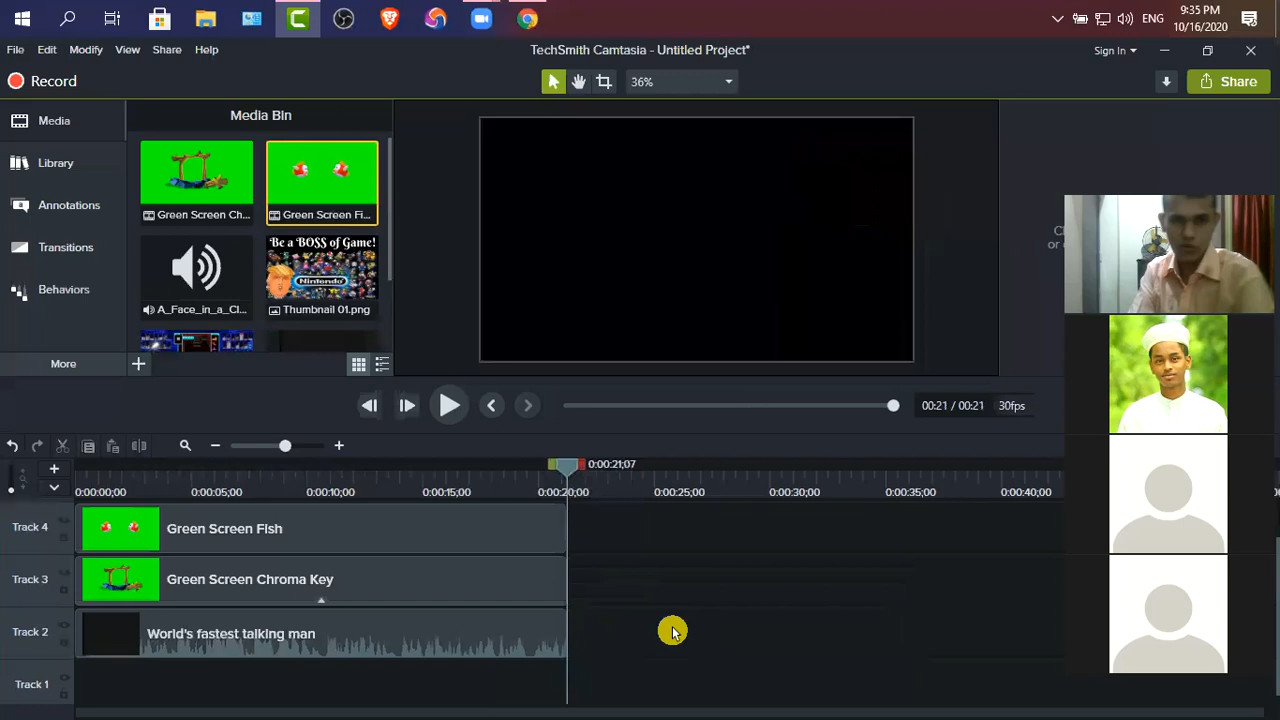 9:35 PM
ENG
10/16/2020
File Edit Modify View Share Help
TechSmith Camtasia - Untitled Project*
Sign In
Record
36%
Share
Media
Library
Annotations
Transitions
Behaviors
More
Media Bin
Green Screen Ch...
Green Screen Fi...
A_Face_in_a_Cl...
Be a BOSS of Game!
Nintendo
Thumbnail 01.png
00:21 / 00:21
30fps
0:00:21;07
0:00:00;00 0:00:05;00 0:00:10;00 0:00:15;00 0:00:20;00 0:00:25;00 0:00:30;00 0:00:35;00 0:00:40;00
Track 4
Green Screen Fish
Track 3
Green Screen Chroma Key
Track 2
World's fastest talking man
Track 1